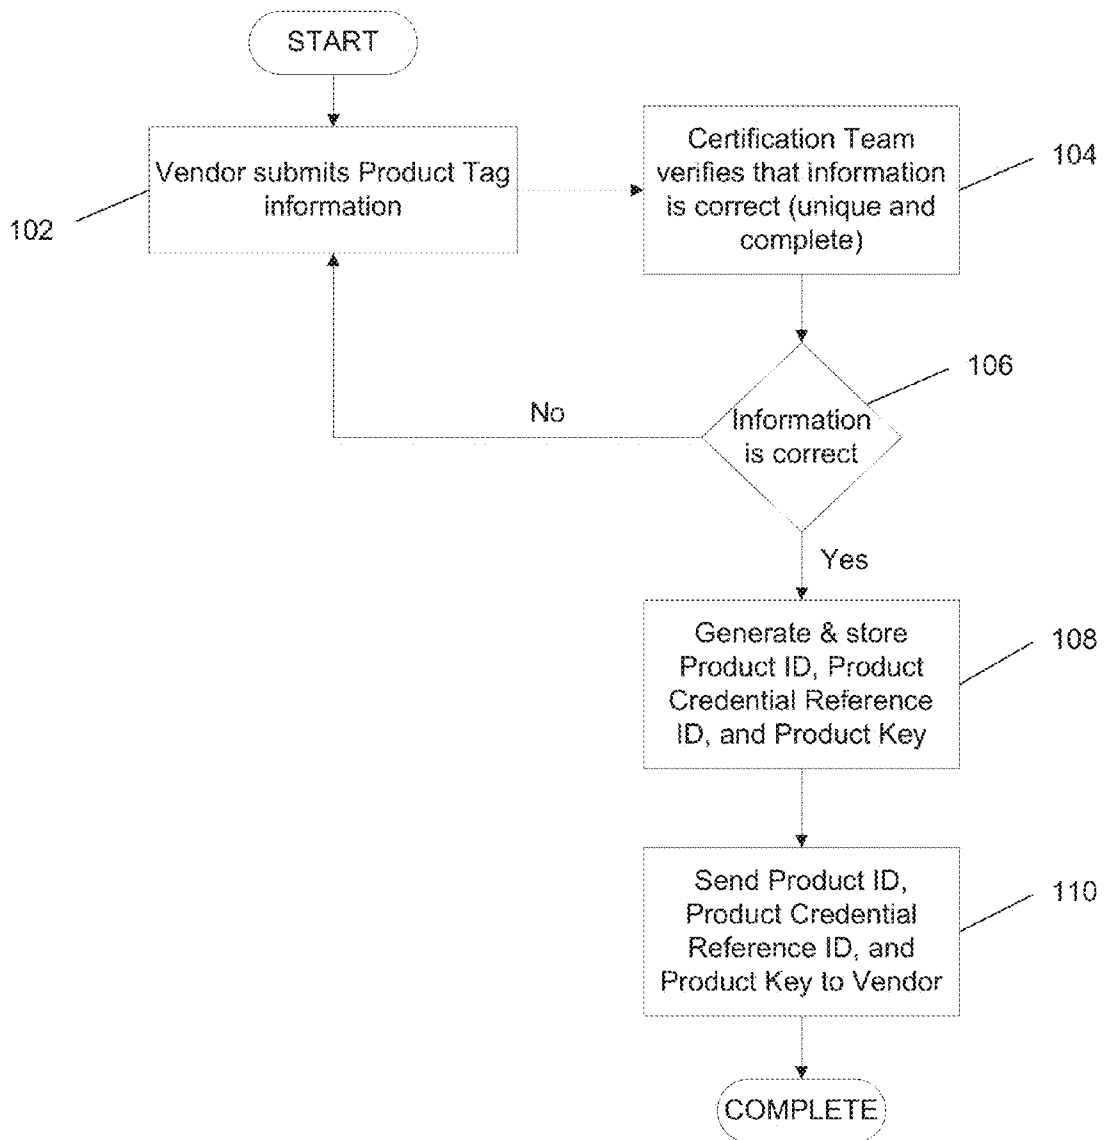 START
Vendor submits Product Tag
information
102
Certification Team
verifies that information
is correct (unique and
complete)
104
106
Information
is correct
No
Yes
Generate & store
Product ID, Product
Credential Reference
ID, and Product Key
108
Send Product ID,
Product Credential
Reference ID, and
Product Key to Vendor
110
COMPLETE